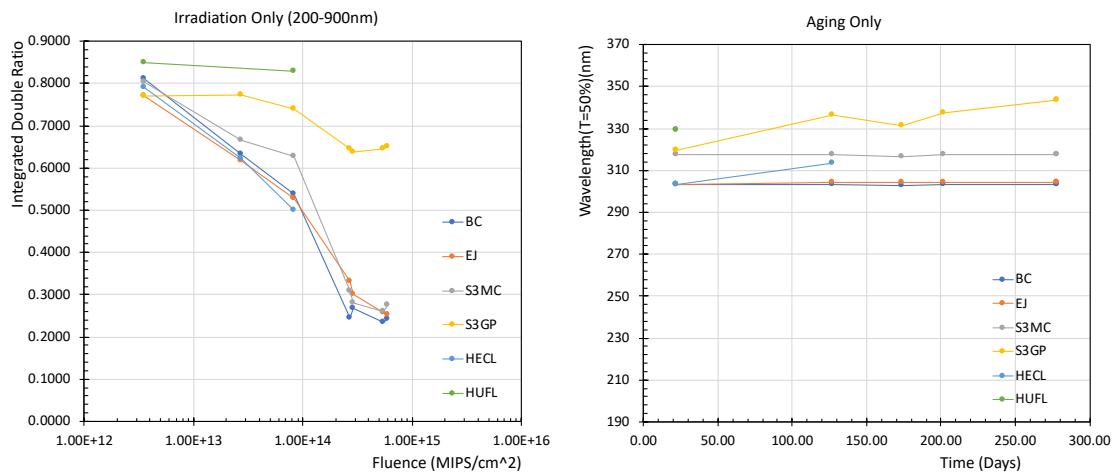 Irradiation Only (200-900nm)
Integrated Double Ratio
0.9000
0.8000
0.7000
0.6000
0.5000
0.4000
0.3000
0.2000
0.1000
0.0000
1.00E+12
1.00E+13
1.00E+14
1.00E+15
1.00E+16
Fluence (MIPS/cm^2)
BC
EJ
S3MC
S3GP
HECL
HUFL
Aging Only
Wavelength(T=50%)(nm)
370
350
330
310
290
270
250
230
210
190
0.00
50.00
100.00
150.00
200.00
250.00
300.00
Time (Days)
BC
EJ
S3MC
S3GP
HECL
HUFL